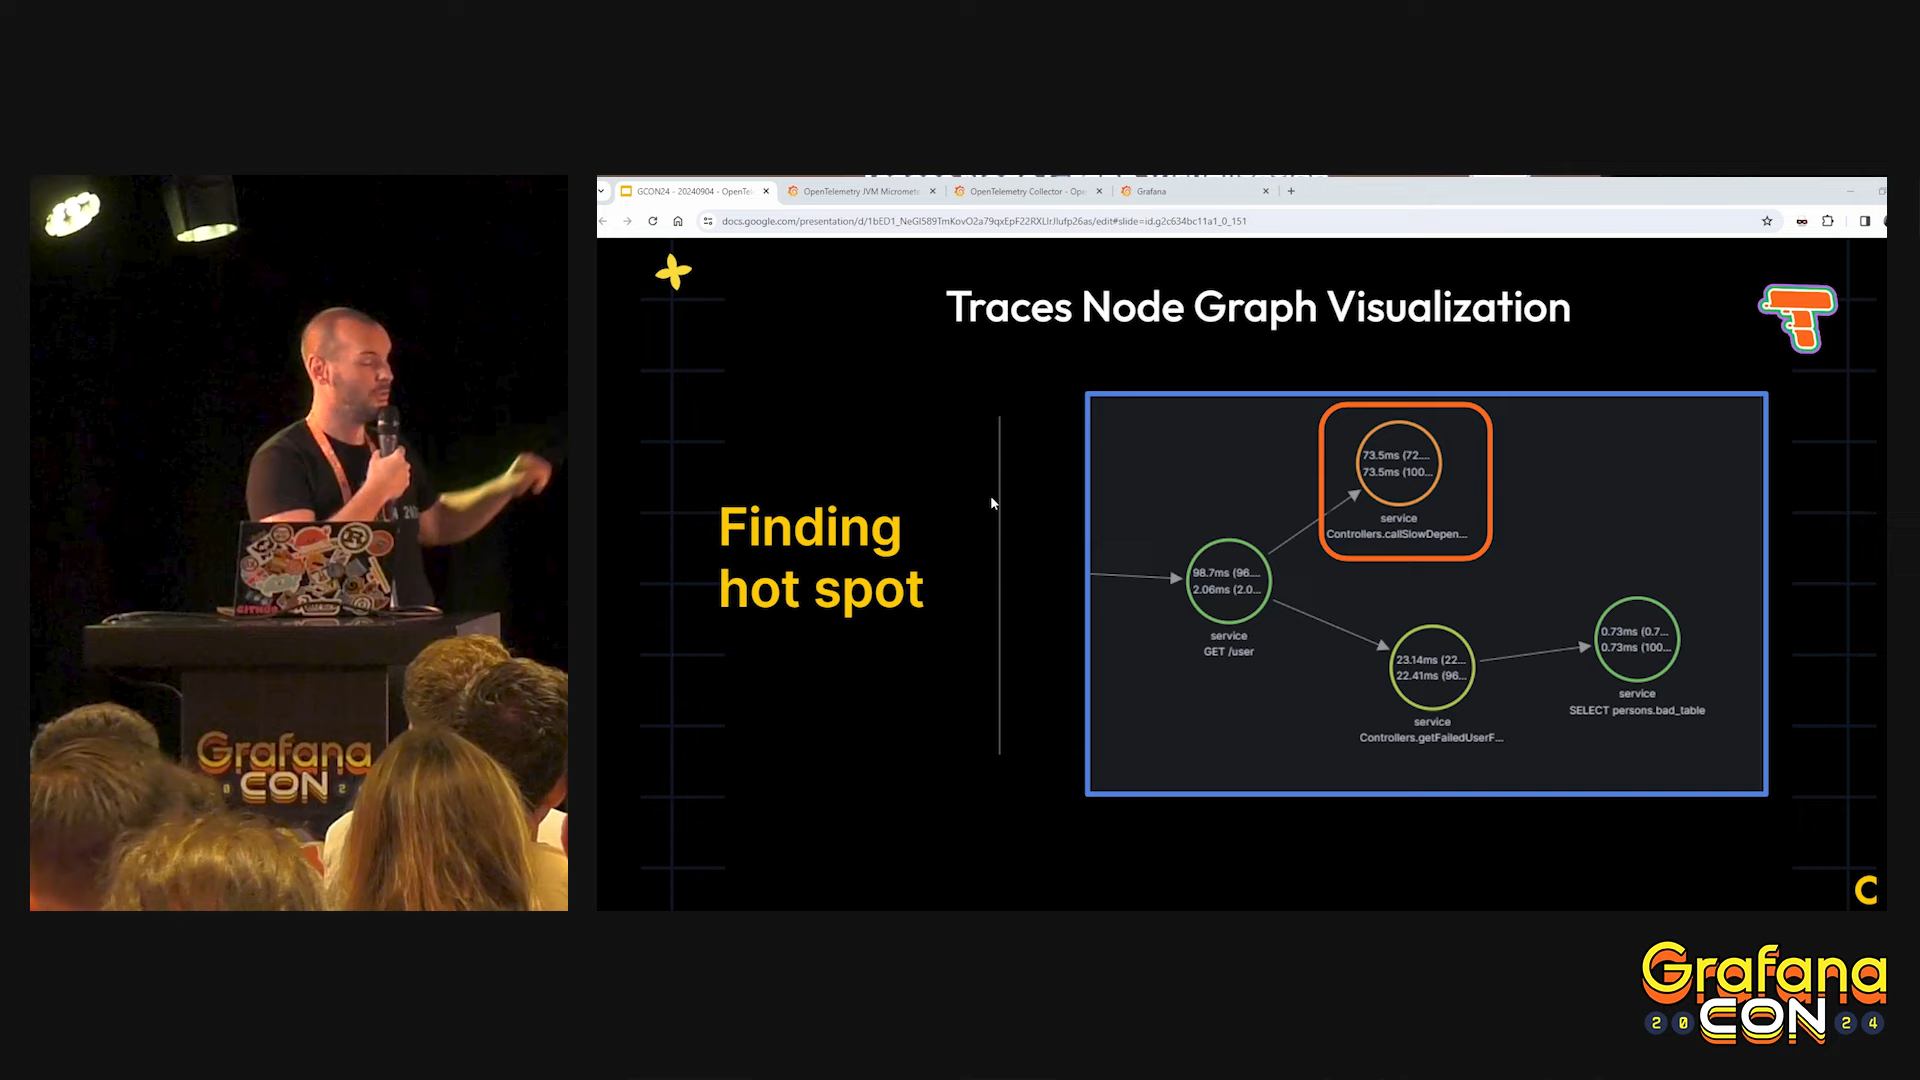 GCON24 - 20240904 - OpenTel
OpenTelemetry JVM Micromet
OpenTelemetry Collector - Ope
Grafana
docs.google.com/presentation/d/1bED1_NeGI589TmKovO2a79qxEpF22RXLIrJlufp26as/edit#slide=id.g2c634bc11a1_0_151
Traces Node Graph Visualization
Finding
hot spot
73.5ms (72....
73.5ms (100...
service
Controllers.callSlowDepen...
98.7ms (96....
2.06ms (2.0...
service
GET /user
23.14ms (22...
22.41ms (96...
service
Controllers.getFailedUserF...
0.73ms (0.7...
0.73ms (100...
service
SELECT persons.bad_table
C
Grafana
CON
Grafana
2 0 CON 2 4